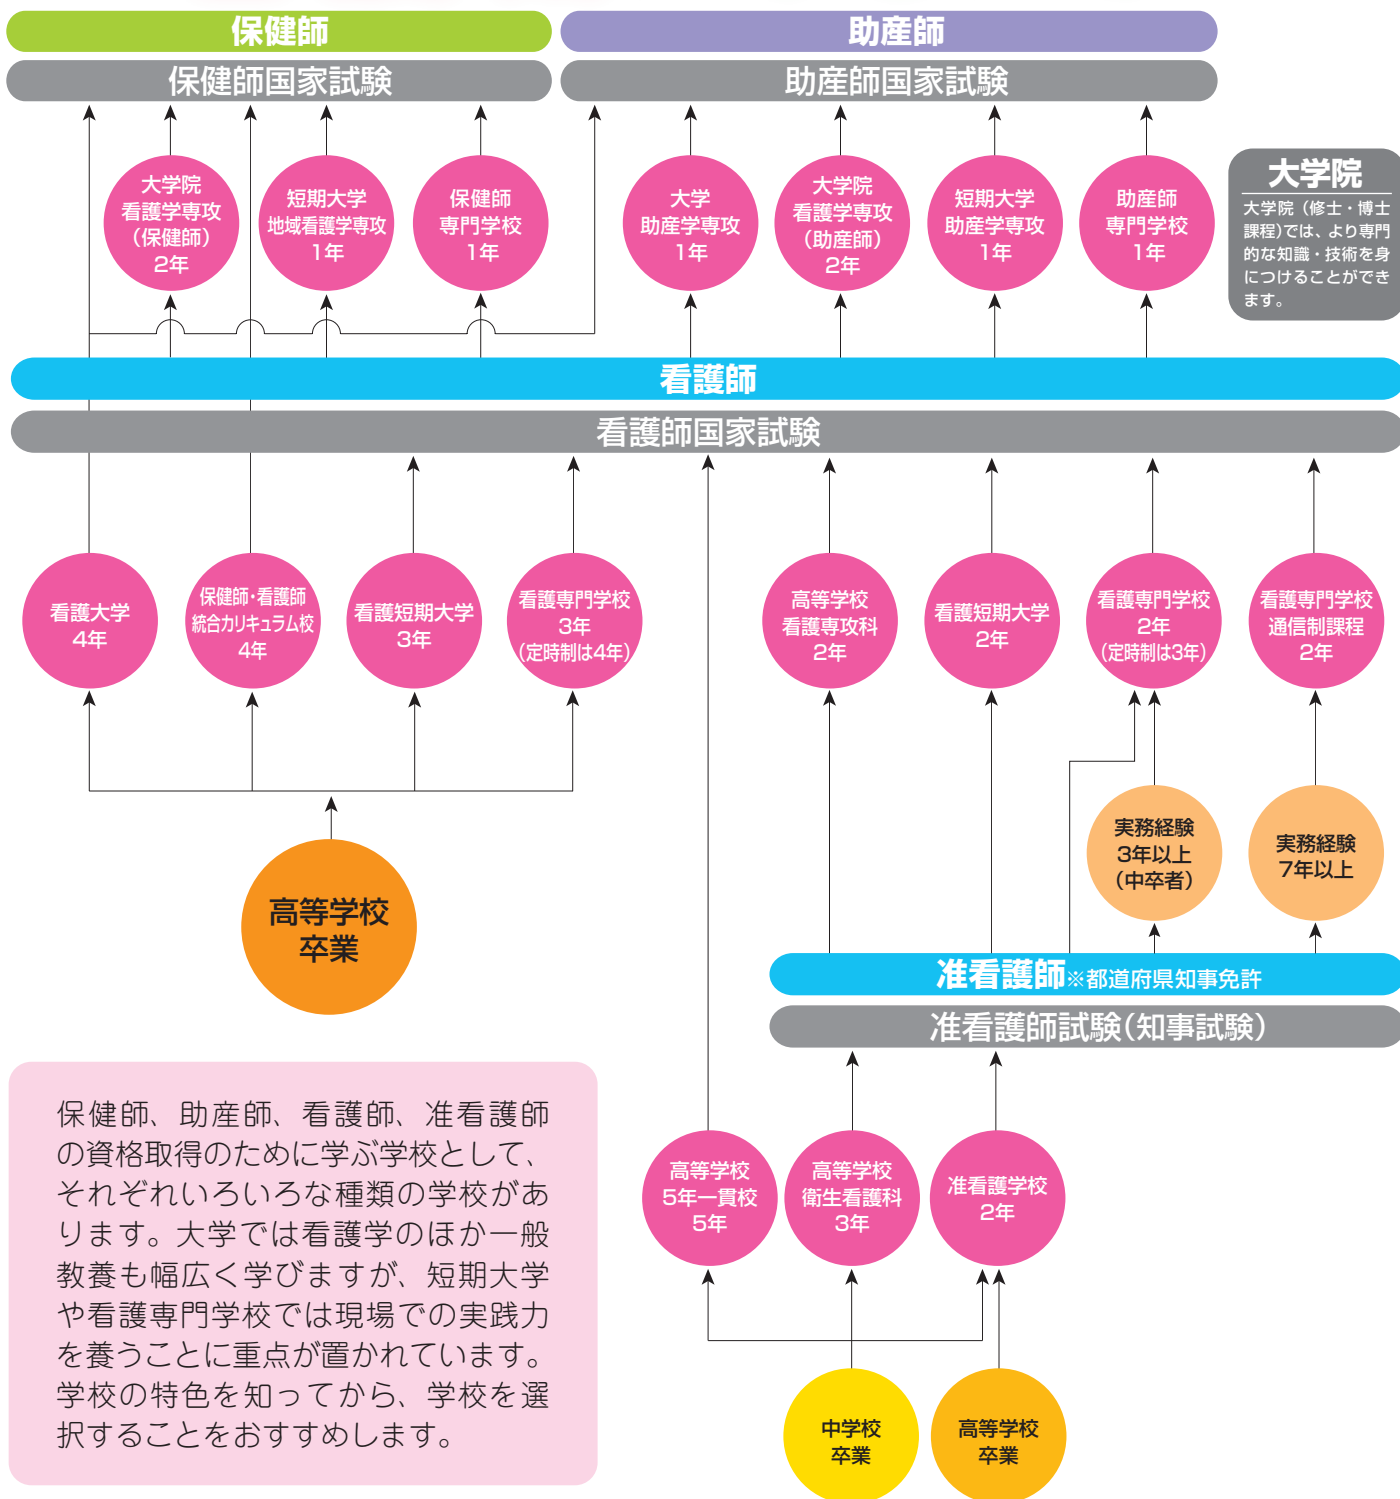 保健師
助産師
保健師国家試験
助産師国家試験
大学院
看護学専攻
(保健師)
2年
短期大学
地域看護学専攻
1年
保健師
専門学校
1年
大学
助産学専攻
1年
大学院
看護学専攻
(助産師)
2年
短期大学
助産学専攻
1年
助産師
専門学校
1年
大学院
大学院（修士・博士
課程)では、より専門
的な知識・技術を身
につけることができ
ます。
看護師
看護師国家試験
看護大学
4年
保健師・看護師
統合カリキュラム校
4年
看護短期大学
3年
看護専門学校
3年
(定時制は4年)
高等学校
看護専攻科
2年
看護短期大学
2年
看護専門学校
2年
(定時制は3年)
看護専門学校
通信制課程
2年
実務経験
3年以上
(中卒者)
実務経験
7年以上
高等学校
卒業
准看護師※都道府県知事免許
准看護師試験(知事試験)
高等学校
5年一貫校
5年
高等学校
衛生看護科
3年
准看護学校
2年
保健師、助産師、看護師、准看護師
の資格取得のために学ぶ学校として、
それぞれいろいろな種類の学校があ
ります。大学では看護学のほか一般
教養も幅広く学びますが、短期大学
や看護専門学校では現場での実践力
を養うことに重点が置かれています。
学校の特色を知ってから、学校を選
択することをおすすめします。
中学校
卒業
高等学校
卒業